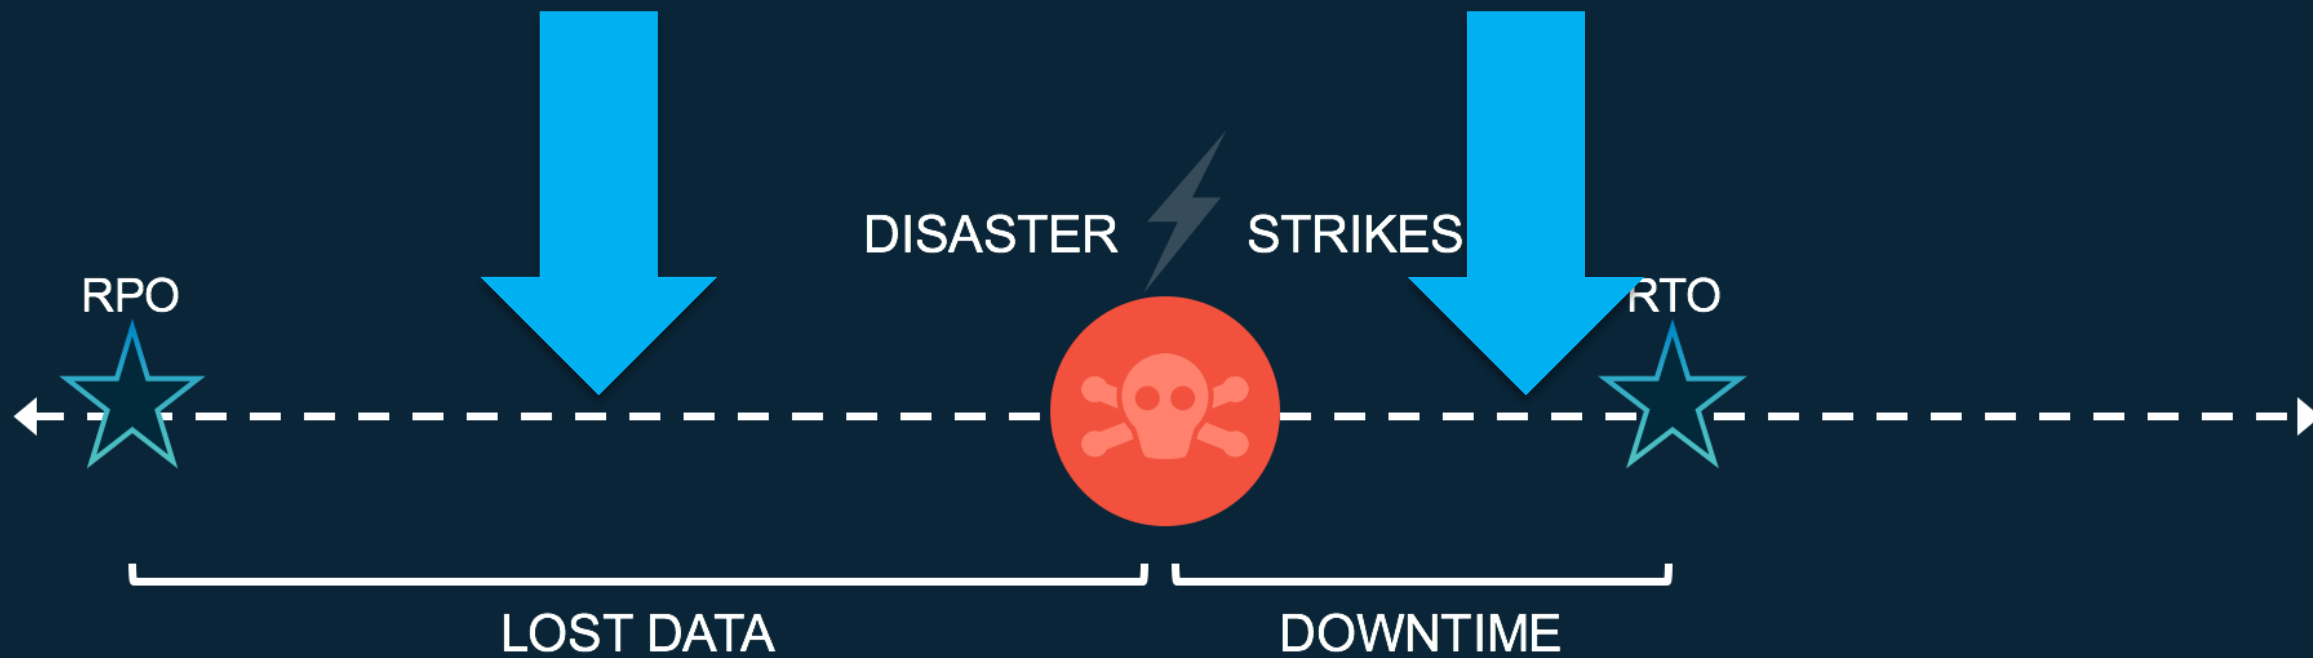 DISASTER STRIKES
RPO
RTO
LOST DATA
DOWNTIME